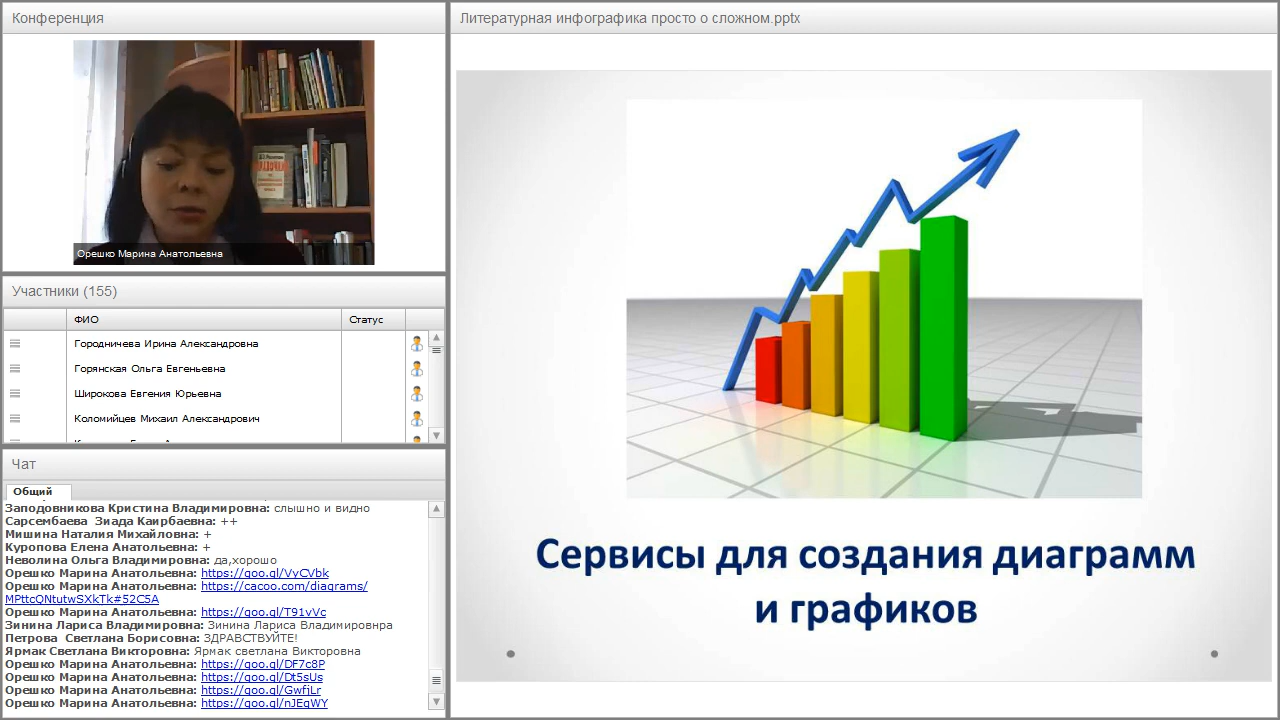 Конференция
Орешко Марина Анатольевна
Участники (155)
ФИО
Статус
Городничева Ирина Александровна
Горянская Ольга Евгеньевна
Широкова Евгения Юрьевна
Коломийцев Михаил Александрович
Чат
Общий
Заподовникова Кристина Владимировна: слышно и видно
Сарсембаева Зиада Каирбаевна: ++
Мишина Наталия Михайловна: +
Куропова Елена Анатольевна: +
Неволина Ольга Владимировна: да,хорошо
Орешко Марина Анатольевна: https://goo.gl/VyCVbk
Орешко Марина Анатольевна: https://cacoo.com/diagrams/
MPttcQNtutwSXkTk#52C5A
Орешко Марина Анатольевна: https://goo.gl/T91vVc
Зинина Лариса Владимировна: Зинина Лариса Владимировнра
Петрова Светлана Борисовна: ЗДРАВСТВУЙТЕ!
Ярмак Светлана Викторовна: Ярмак светлана Викторовна
Орешко Марина Анатольевна: https://goo.gl/DF7c8P
Орешко Марина Анатольевна: https://goo.gl/Dt5sUs
Орешко Марина Анатольевна: https://goo.gl/GwfjLr
Орешко Марина Анатольевна: https://goo.gl/nJEgWY
Литературная инфографика просто о сложном.pptx
Сервисы для создания диаграмм
и графиков